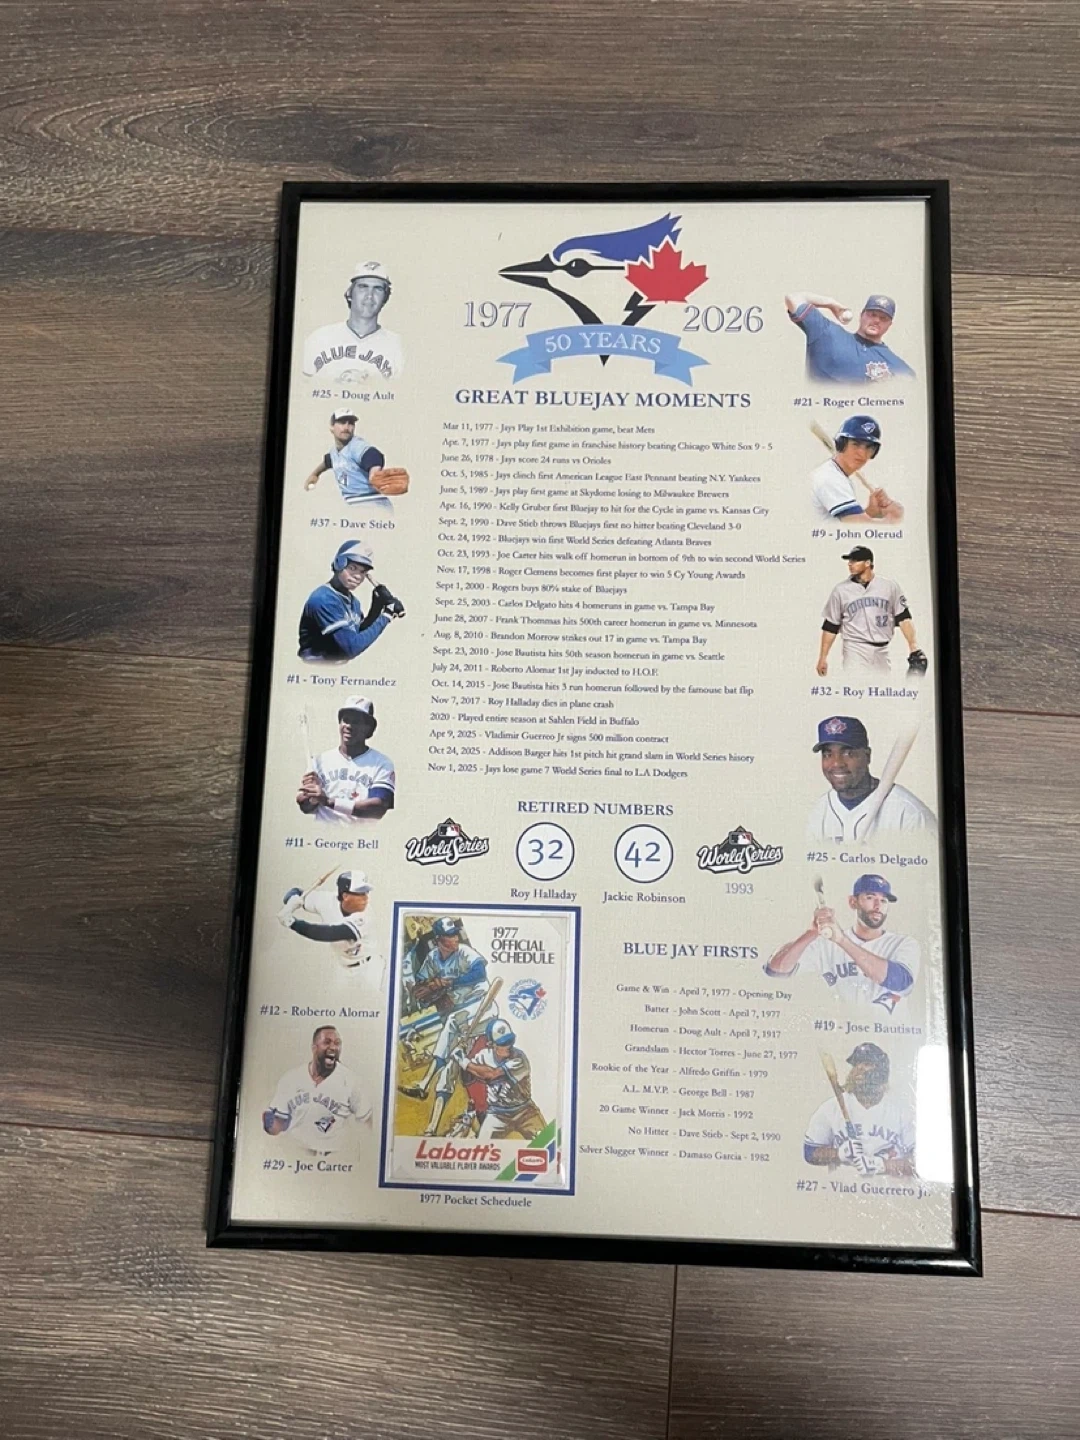 1977
2026
50 YEARS
GREAT BLUEJAY MOMENTS
Mar 11, 1977 - Jays Play 1st Exhibition game, beat Mets
Apr. 7, 1977 - Jays play first game in franchise history beating Chicago White Sox 9 - 5
June 26, 1978 - Jays score 24 runs vs Orioles
Oct. 5, 1985 - Jays clinch first American League East Pennant beating N.Y. Yankees
June 5, 1989 - Jays play first game at Skydome losing to Milwaukee Brewers
Apr. 16, 1990 - Kelly Gruber first Bluejay to hit for the Cycle in game vs. Kansas City
Sept. 2, 1990 - Dave Stieb throws Bluejays first no hitter beating Cleveland 3-0
Oct. 24, 1992 - Bluejays win first World Series defeating Atlanta Braves
Oct. 23, 1993 - Joe Carter hits walk off homerun in bottom of 9th to win second World Series
Nov. 17, 1998 - Roger Clemens becomes first player to win 5 Cy Young Awards
Sept 1, 2000 - Rogers buys 80% stake of Bluejays
Sept. 25, 2003 - Carlos Delgato hits 4 homeruns in game vs. Tampa Bay
June 28, 2007 - Frank Thommas hits 500th career homerun in game vs. Minnesota
Aug. 8, 2010 - Brandon Morrow strikes out 17 in game vs. Tampa Bay
Sept. 23, 2010 - Jose Bautista hits 50th season homerun in game vs. Seattle
July 24, 2011 - Roberto Alomar 1st Jay inducted to H.O.F.
Oct. 14, 2015 - Jose Bautista hits 3 run homerun followed by the famouse bat flip
Nov 7, 2017 - Roy Halladay dies in plane crash
2020 - Played entire season at Sahlen Field in Buffalo
Apr 9, 2025 - Vladimir Guerreo Jr signs 500 million contract
Oct 24, 2025 - Addison Barger hits 1st pitch hit grand slam in World Series hisory
Nov 1, 2025 - Jays lose game 7 World Series final to L.A Dodgers
BLUE JAYS
#25 - Doug Ault
#37 - Dave Stieb
#1 - Tony Fernandez
#11 - George Bell
#12 - Roberto Alomar
BLUE JAYS
#29 - Joe Carter
#21 - Roger Clemens
#9 - John Olerud
TORONTO
32
#32 - Roy Halladay
#25 - Carlos Delgado
BLUE
#19 - Jose Bautista
BLUE JAYS
#27 - Vlad Guerrero Jr.
RETIRED NUMBERS
World Series
1992
32
Roy Halladay
42
Jackie Robinson
World Series
1993
1977
OFFICIAL
SCHEDULE
TORONTO
BLUE JAYS
Labatt's
MOST VALUABLE PLAYER AWARDS
1977 Pocket Scheduele
BLUE JAY FIRSTS
Game & Win - April 7, 1977 - Opening Day
Batter - John Scott - April 7, 1977
Homerun - Doug Ault - April 7, 1917
Grandslam - Hector Torres - June 27, 1977
Rookie of the Year - Alfredo Griffin - 1979
A.L. M.V.P. - George Bell - 1987
20 Game Winner - Jack Morris - 1992
No Hitter - Dave Stieb - Sept 2, 1990
Silver Slugger Winner - Damaso Garcia - 1982